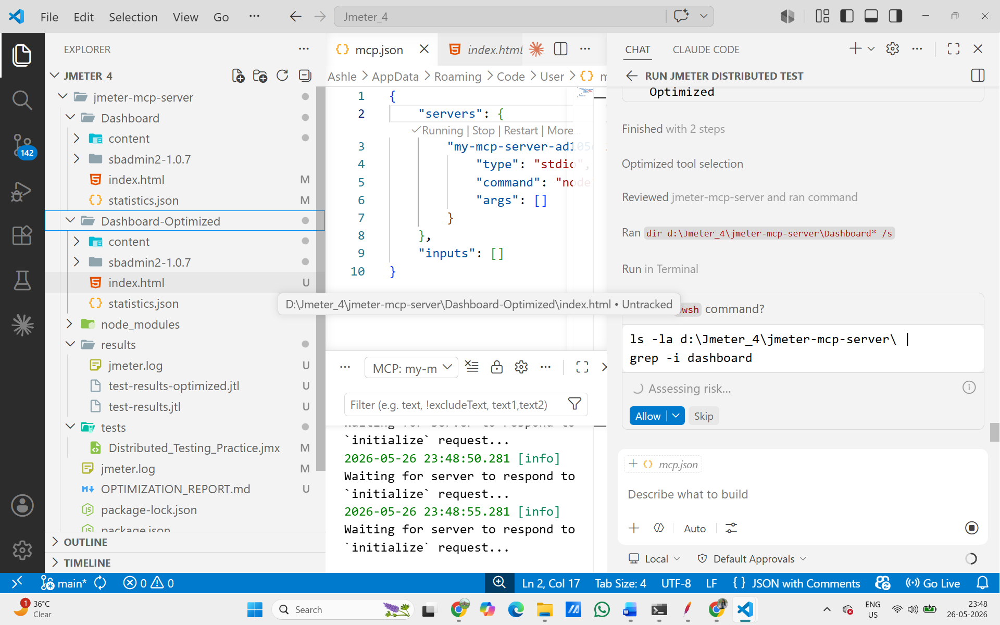 File Edit Selection View Go ···
Jmeter_4
EXPLORER
JMETER_4
jmeter-mcp-server
Dashboard
content
sbadmin2-1.0.7
index.html M
statistics.json M
Dashboard-Optimized
content
sbadmin2-1.0.7
index.html U
statistics.json
node_modules
results
jmeter.log U
test-results-optimized.jtl U
test-results.jtl U
tests
Distributed_Testing_Practice.jmx M
jmeter.log M
OPTIMIZATION_REPORT.md U
package-lock.json
package.json
OUTLINE
TIMELINE
142
mcp.json
index.html
Ashle > AppData > Roaming > Code > User > {} m
1 {
2 "servers": {
Running | Stop | Restart | More...
3 "my-mcp-server-ad105
4 "type": "stdio",
5 "command": "node"
6 "args": []
7 }
8 },
9 "inputs": []
10 }
D:\Jmeter_4\jmeter-mcp-server\Dashboard-Optimized\index.html • Untracked
MCP: my-m
Filter (e.g. text, !excludeText, text1,text2)
Waiting for server to respond to
`initialize` request...
2026-05-26 23:48:50.281 [info]
Waiting for server to respond to
`initialize` request...
2026-05-26 23:48:55.281 [info]
Waiting for server to respond to
`initialize` request...
CHAT CLAUDE CODE
RUN JMETER DISTRIBUTED TEST
Optimized
Finished with 2 steps
Optimized tool selection
Reviewed jmeter-mcp-server and ran command
Ran dir d:\Jmeter_4\jmeter-mcp-server\Dashboard* /s
Run in Terminal
pwsh command?
ls -la d:\Jmeter_4\jmeter-mcp-server\ |
grep -i dashboard
Assessing risk...
Allow Skip
+ {} mcp.json
Describe what to build
Auto
Local Default Approvals
main* 0 0
Ln 2, Col 17 Tab Size: 4 UTF-8 LF {} JSON with Comments Go Live
1
36°C
Clear
Search
ENG
US
23:48
26-05-2026